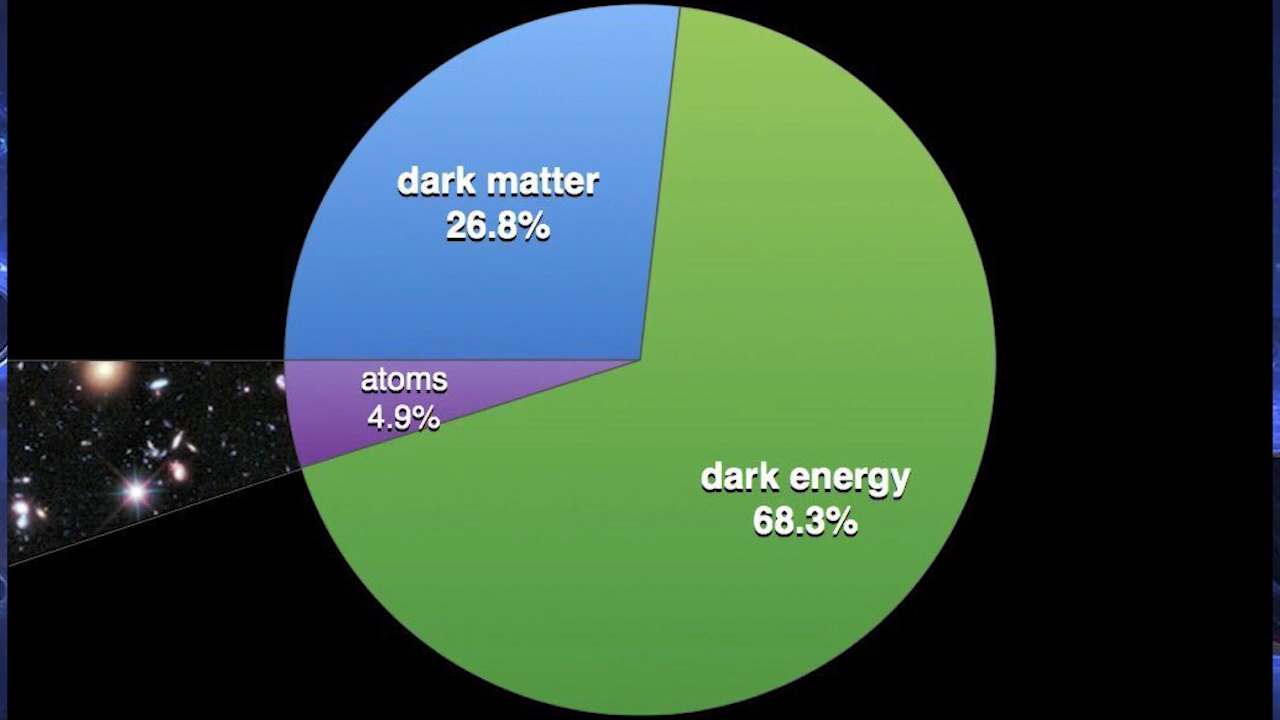 dark matter
26.8%
atoms
4.9%
dark energy
68.3%